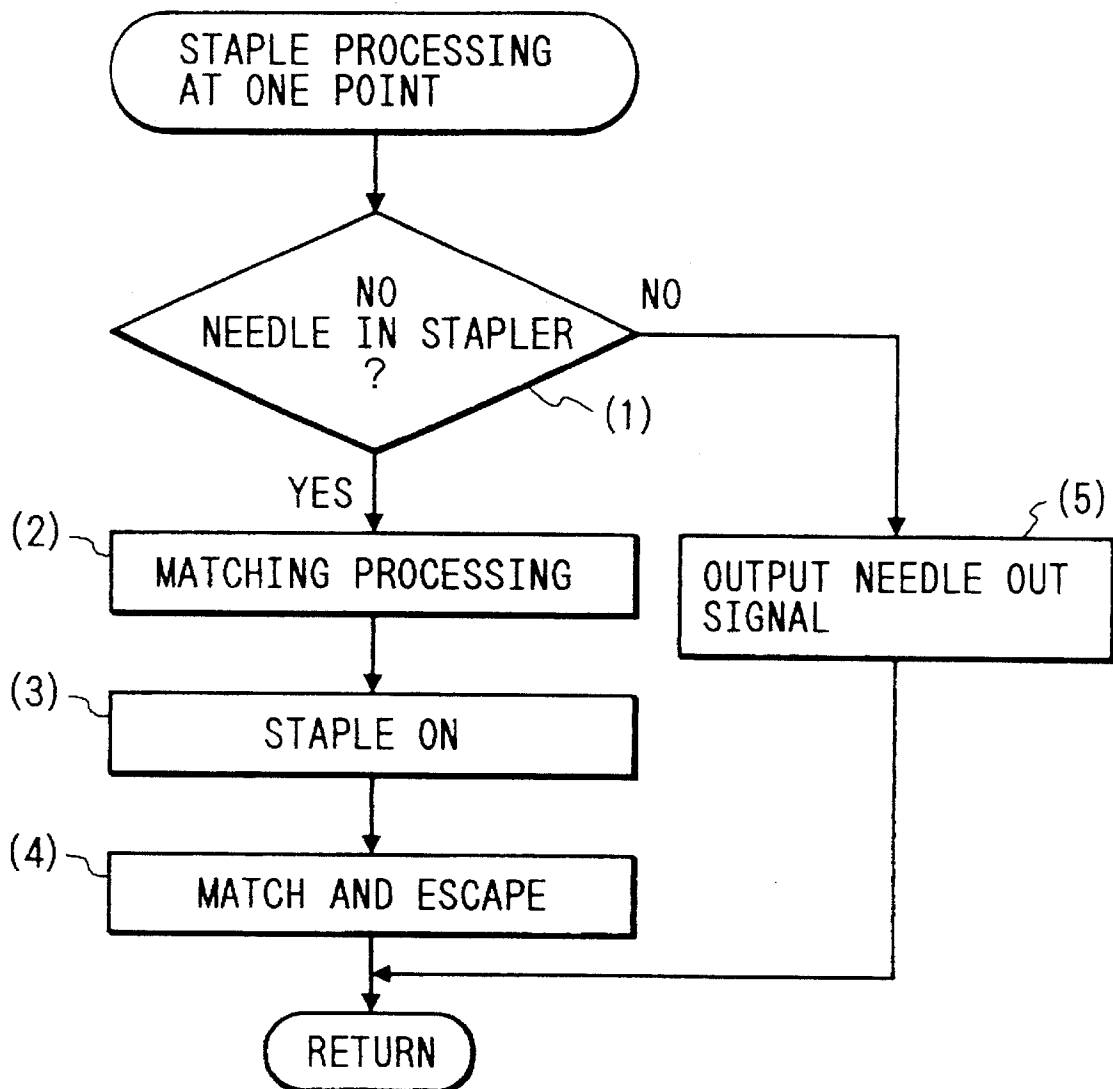 STAPLE PROCESSING
AT ONE POINT
NO
NEEDLE IN STAPLER
?
NO
(1)
YES
(2)
MATCHING PROCESSING
(5)
OUTPUT NEEDLE OUT
SIGNAL
(3)
STAPLE ON
(4)
MATCH AND ESCAPE
RETURN